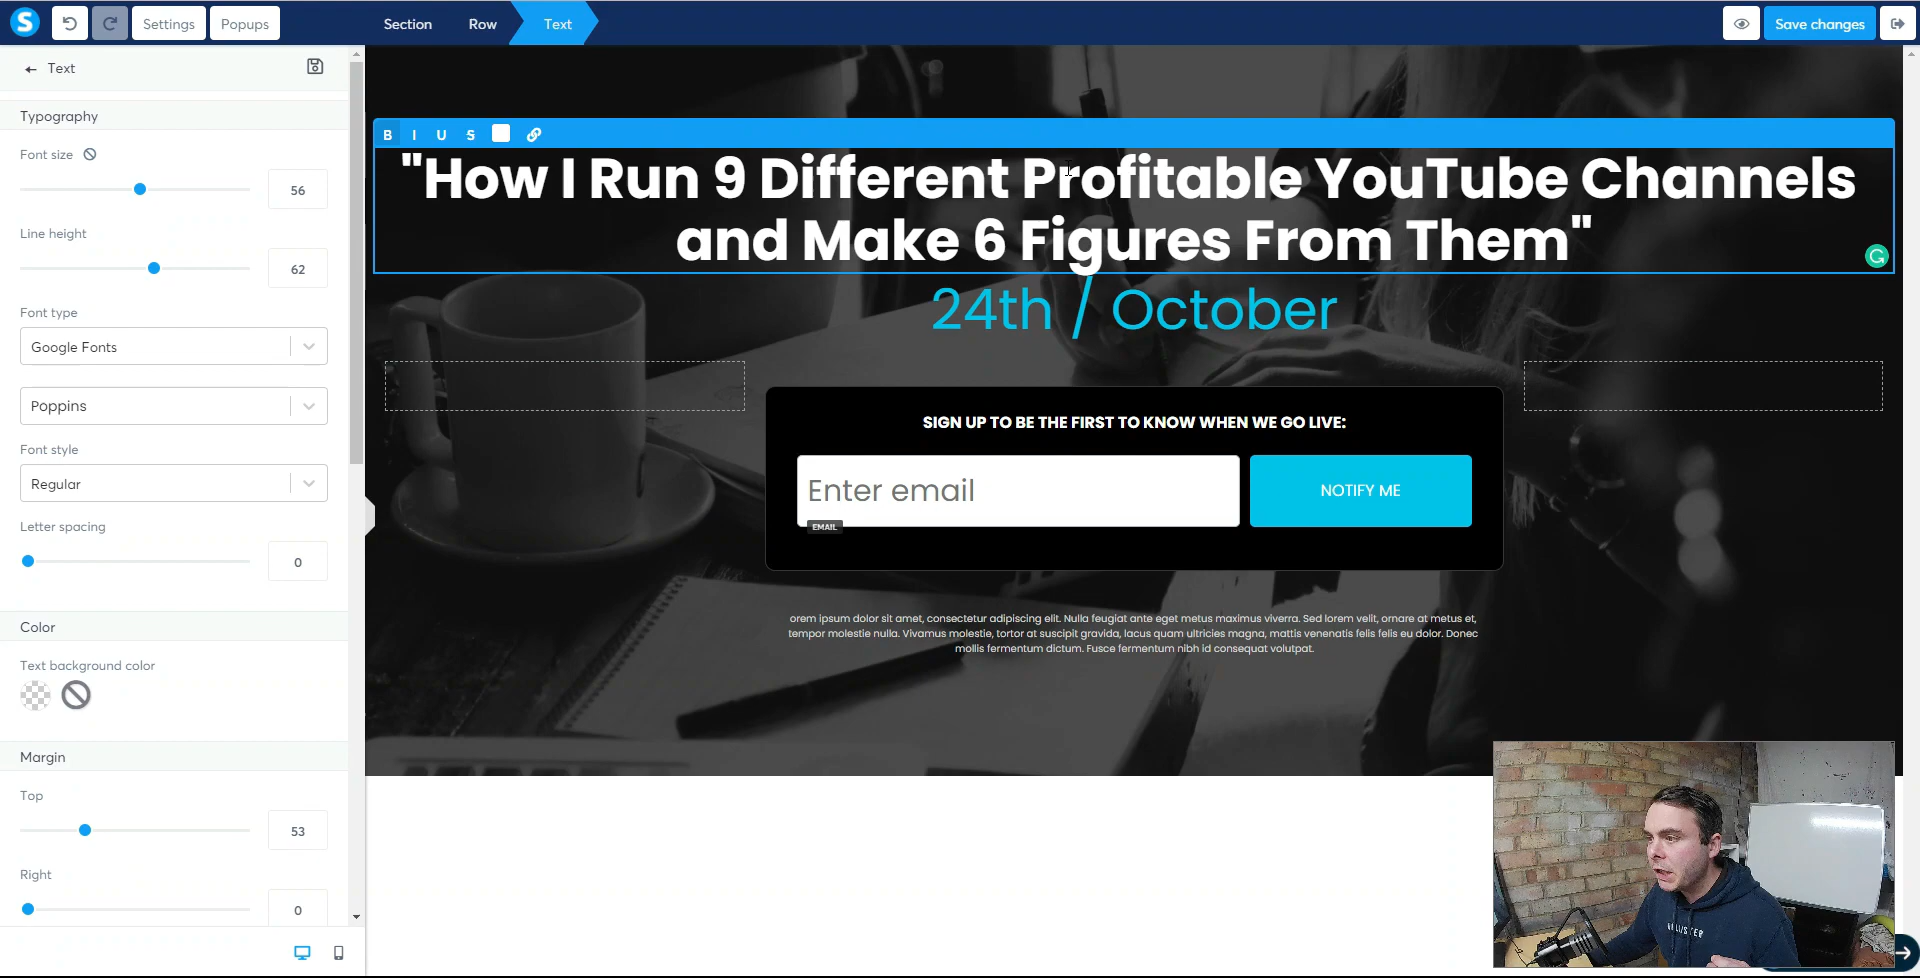 S
Settings
Popups
Section
Row
Text
Save changes
Text
Typography
Font size
56
Line height
62
Font type
Google Fonts
Poppins
Font style
Regular
Letter spacing
0
Color
Text background color
Margin
Top
53
Right
0
B I U S
"How I Run 9 Different Profitable YouTube Channels
and Make 6 Figures From Them"
24th / October
SIGN UP TO BE THE FIRST TO KNOW WHEN WE GO LIVE:
Enter email
EMAIL
NOTIFY ME
orem ipsum dolor sit amet, consectetur adipiscing elit. Nulla feugiat ante eget metus maximus viverra. Sed lorem velit, ornare at metus et,
tempor molestie nulla. Vivamus molestie, tortor at suscipit gravida, lacus quam ultricies magna, mattis venenatis felis felis eu dolor. Donec
mollis fermentum dictum. Fusce fermentum nibh id consequat volutpat.